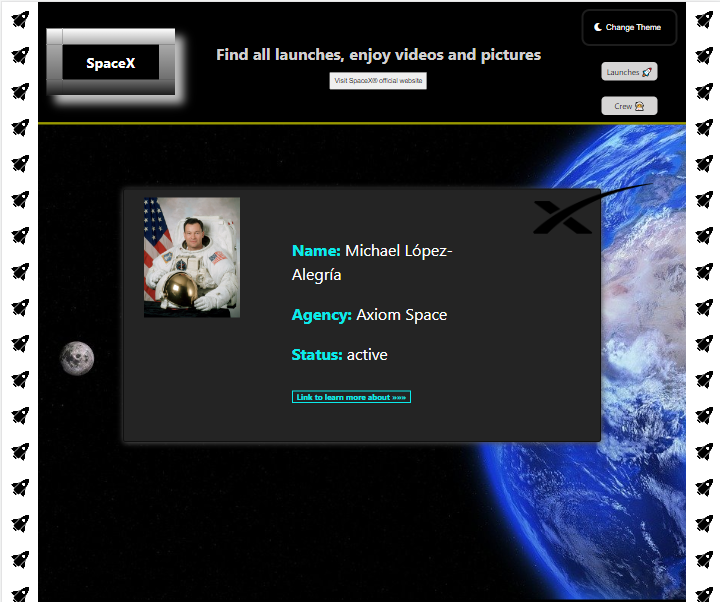 SpaceX
Find all launches, enjoy videos and pictures
Visit SpaceX® official website
Change Theme
Launches 🚀
Crew 👨‍🚀
Name: Michael López-
Alegría
Agency: Axiom Space
Status: active
Link to learn more about »»»